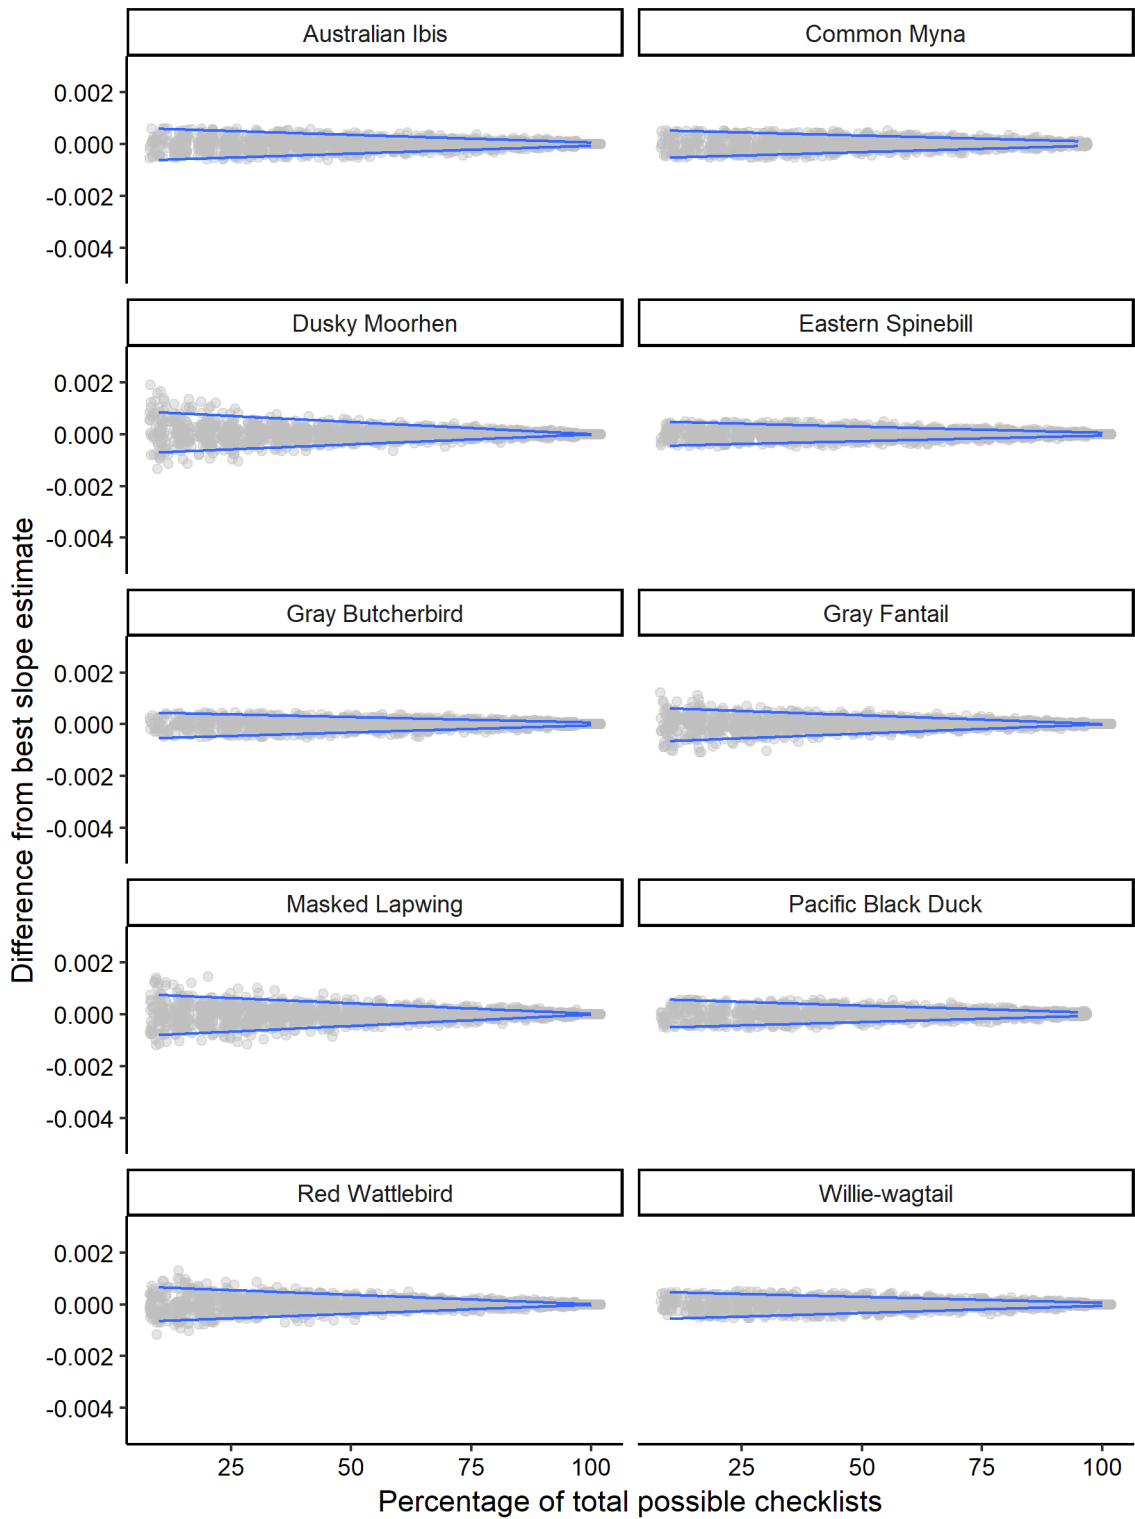 Australian Ibis
Common Myna
0.002
0.000
-0.002
-0.004
Dusky Moorhen
Eastern Spinebill
0.002
0.000
-0.002
-0.004
Gray Butcherbird
Gray Fantail
0.002
0.000
-0.002
-0.004
Difference from best slope estimate
Masked Lapwing
Pacific Black Duck
0.002
0.000
-0.002
-0.004
Red Wattlebird
Willie-wagtail
0.002
0.000
-0.002
-0.004
25 50 75 100 25 50 75 100
Percentage of total possible checklists